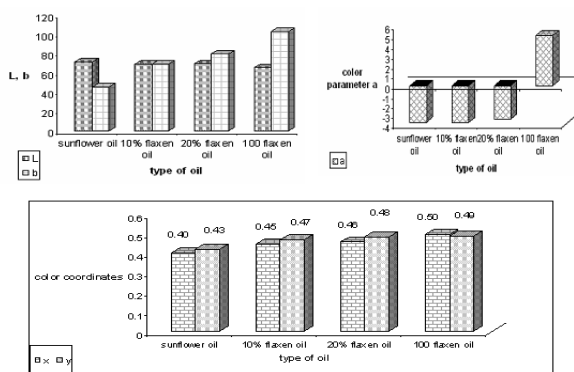 120
100
80
60
40
20
0
L, b
sunflower oil 10% flaxen oil 20% flaxen oil 100 flaxen oil
type of oil
L
b
6
5
4
3
2
1
0
-1
-2
-3
-4
color parameter a
sunflower oil 10% flaxen oil 20% flaxen oil 100 flaxen oil
type of oil
a
0.6
0.5
0.4
0.3
0.2
0.1
0
color coordinates
0.40 0.43 0.45 0.47 0.46 0.48 0.50 0.49
sunflower oil 10% flaxen oil 20% flaxen oil 100 flaxen oil
type of oil
x y